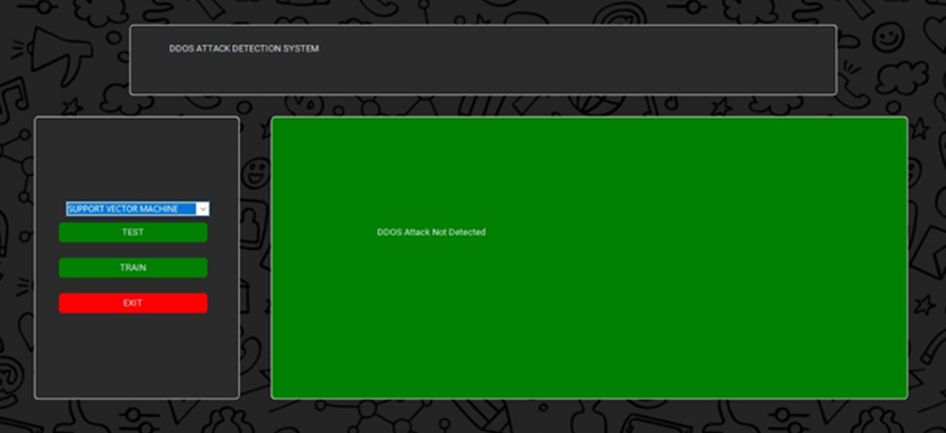 DDOS ATTACK DETECTION SYSTEM
SUPPORT VECTOR MACHINE
TEST
TRAIN
EXIT
DDOS Attack Not Detected